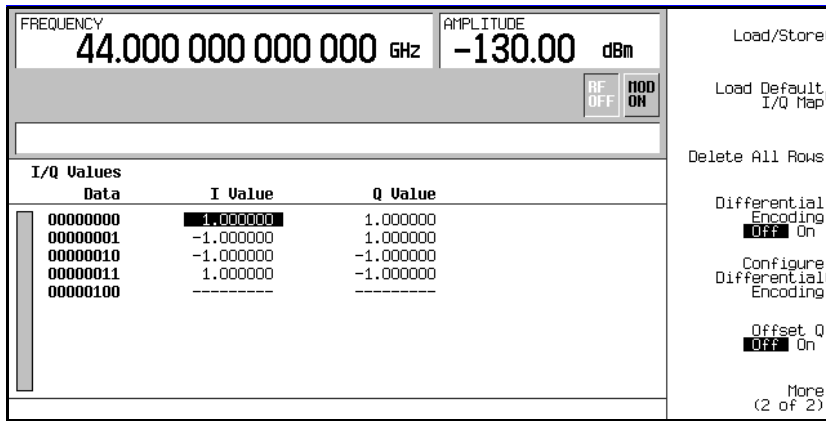 FREQUENCY
44.000 000 000 000 GHz
AMPLITUDE
-130.00 dBm
RF OFF
MOD ON
I/Q Values
Data I Value Q Value
00000000 1.000000 1.000000
00000001 -1.000000 1.000000
00000010 -1.000000 -1.000000
00000011 1.000000 -1.000000
00000100 --------- ---------
Load/Store
Load Default
I/Q Map
Delete All Rows
Differential
Encoding
Off On
Configure
Differential
Encoding
Offset Q
Off On
More
(2 of 2)